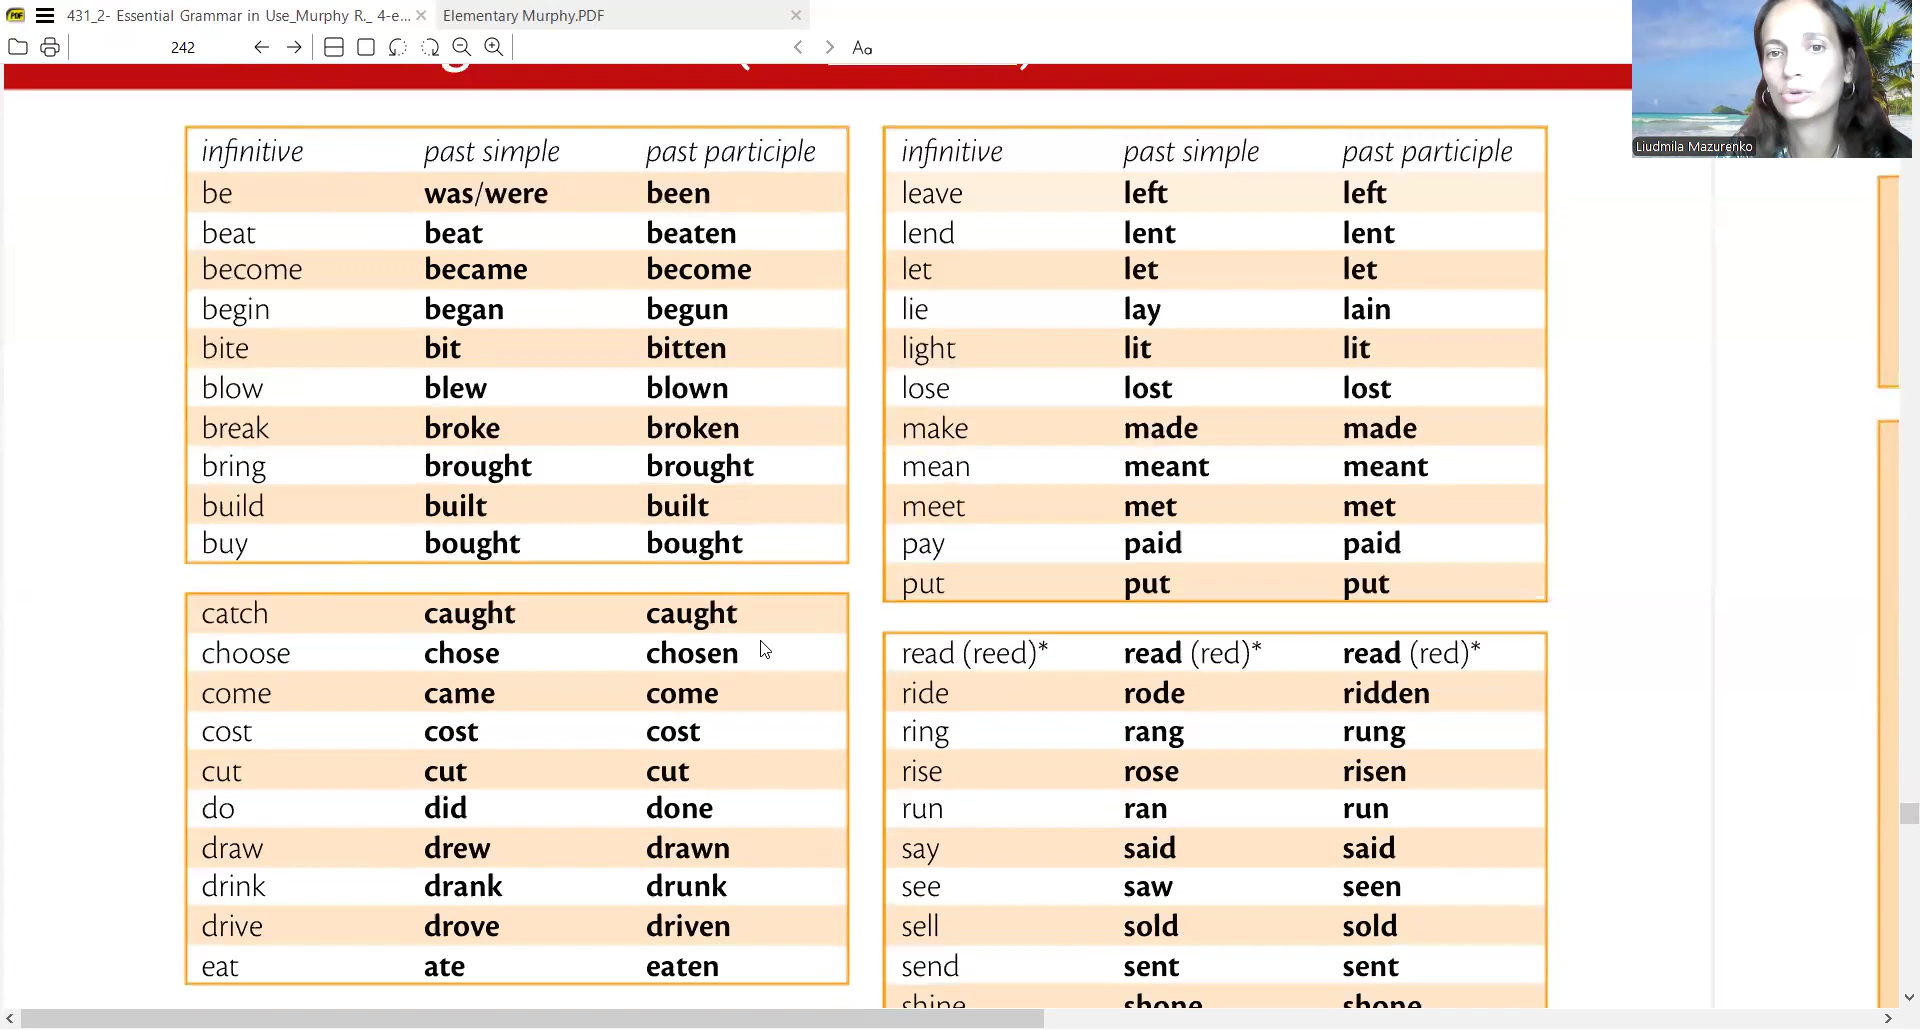 431_2- Essential Grammar in Use_Murphy R._ 4-e...
Elementary Murphy.PDF
242
Aa
Liudmila Mazurenko
infinitive past simple past participle
be was/were been
beat beat beaten
become became become
begin began begun
bite bit bitten
blow blew blown
break broke broken
bring brought brought
build built built
buy bought bought
catch caught caught
choose chose chosen
come came come
cost cost cost
cut cut cut
do did done
draw drew drawn
drink drank drunk
drive drove driven
eat ate eaten
infinitive past simple past participle
leave left left
lend lent lent
let let let
lie lay lain
light lit lit
lose lost lost
make made made
mean meant meant
meet met met
pay paid paid
put put put
read (reed)* read (red)* read (red)*
ride rode ridden
ring rang rung
rise rose risen
run ran run
say said said
see saw seen
sell sold sold
send sent sent
shine shone shone